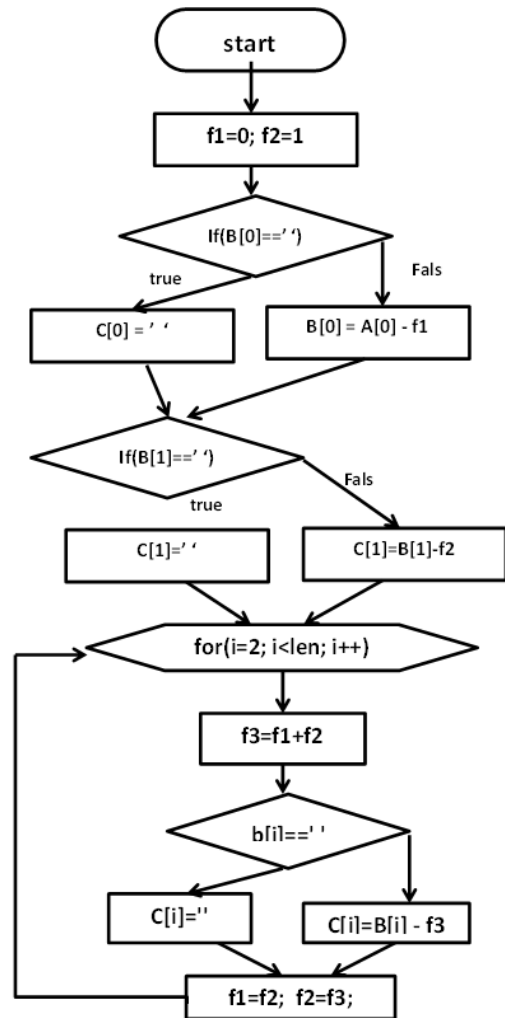 start
f1=0; f2=1
If(B[0]==’ ‘)
true
Fals
C[0] = ’ ‘
B[0] = A[0] - f1
If(B[1]==’ ‘)
Fals
true
C[1]=’ ‘
C[1]=B[1]-f2
for(i=2; i<len; i++)
f3=f1+f2
b[i]==' '
C[i]=''
C[i]=B[i] - f3
f1=f2; f2=f3;